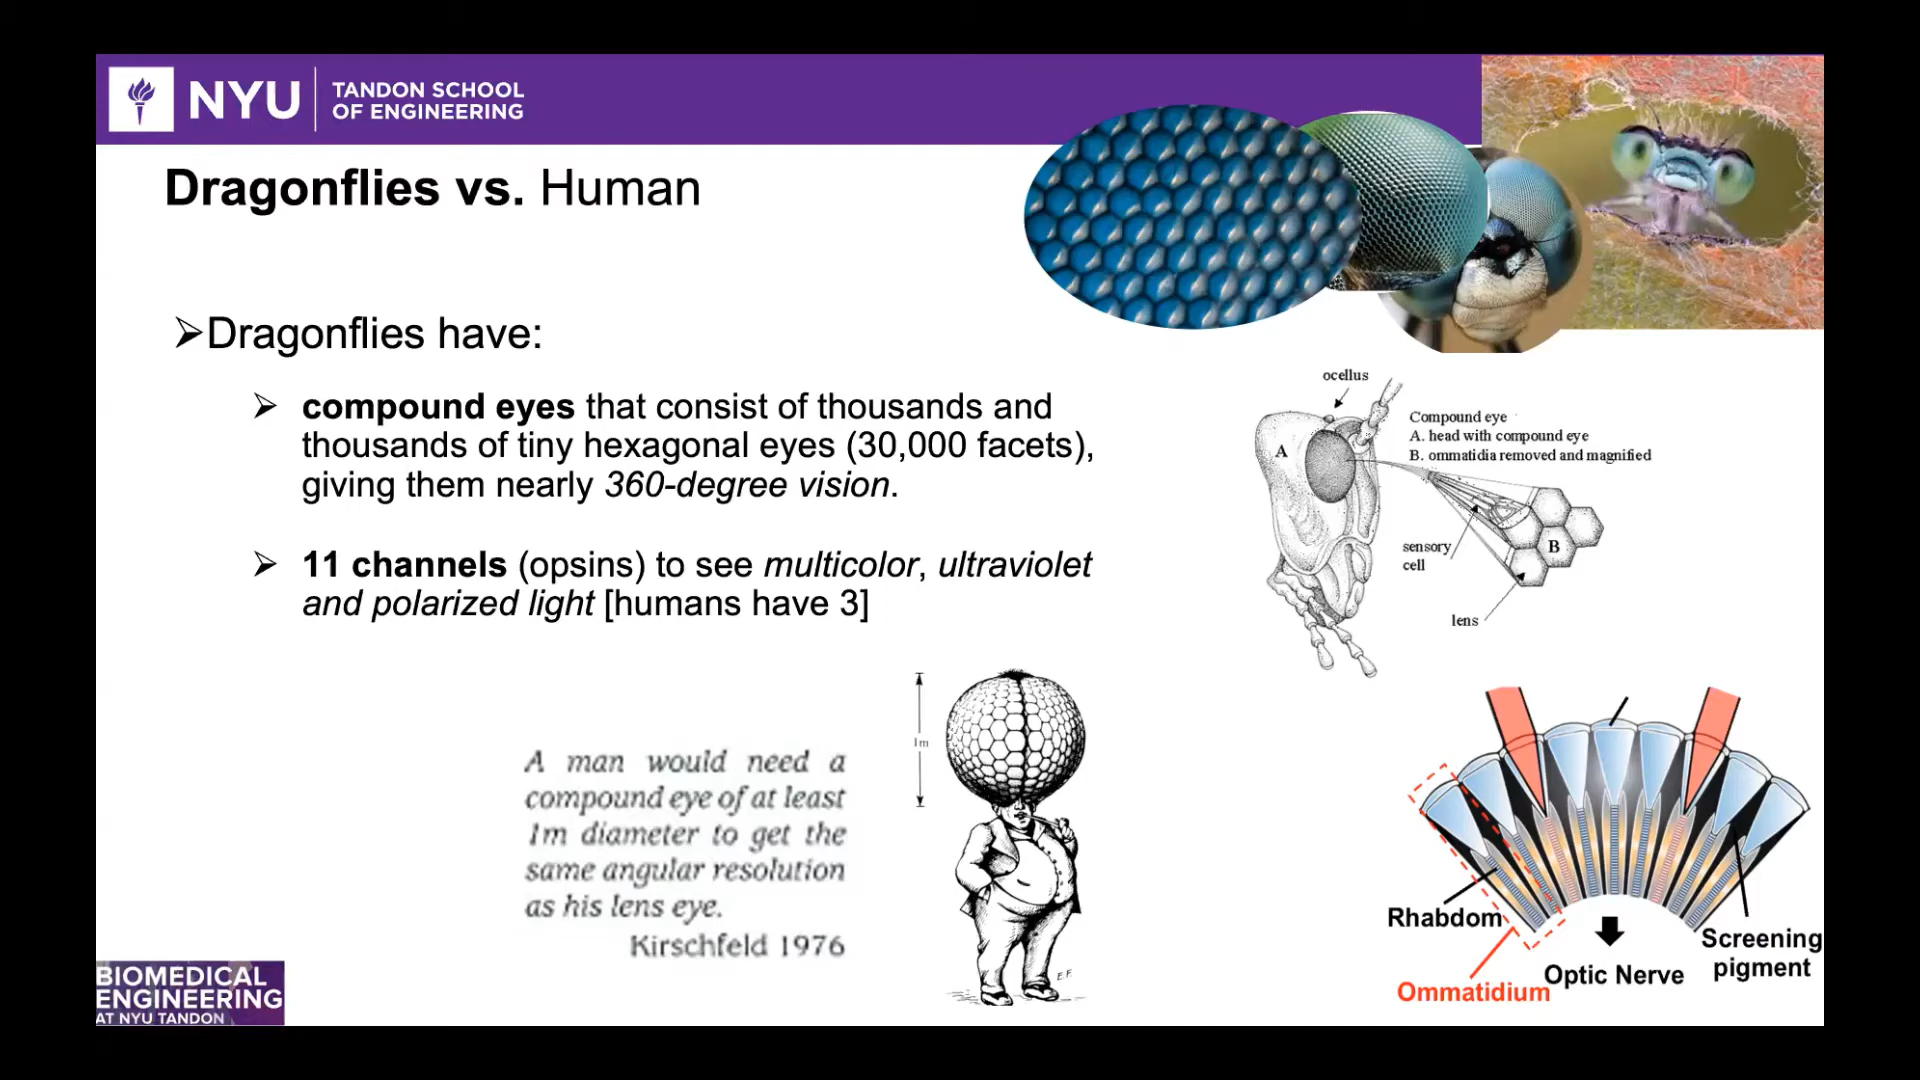 NYU
TANDON SCHOOL
OF ENGINEERING
Dragonflies vs. Human
➢Dragonflies have:
➢ compound eyes that consist of thousands and
thousands of tiny hexagonal eyes (30,000 facets),
giving them nearly 360-degree vision.
➢ 11 channels (opsins) to see multicolor, ultraviolet
and polarized light [humans have 3]
ocellus
Compound eye
A. head with compound eye
B. ommatidia removed and magnified
A
B
sensory
cell
lens
A man would need a
compound eye of at least
1m diameter to get the
same angular resolution
as his lens eye.
Kirschfeld 1976
1m
EF
Rhabdom
Ommatidium
Optic Nerve
Screening
pigment
BIOMEDICAL
ENGINEERING
AT NYU TANDON